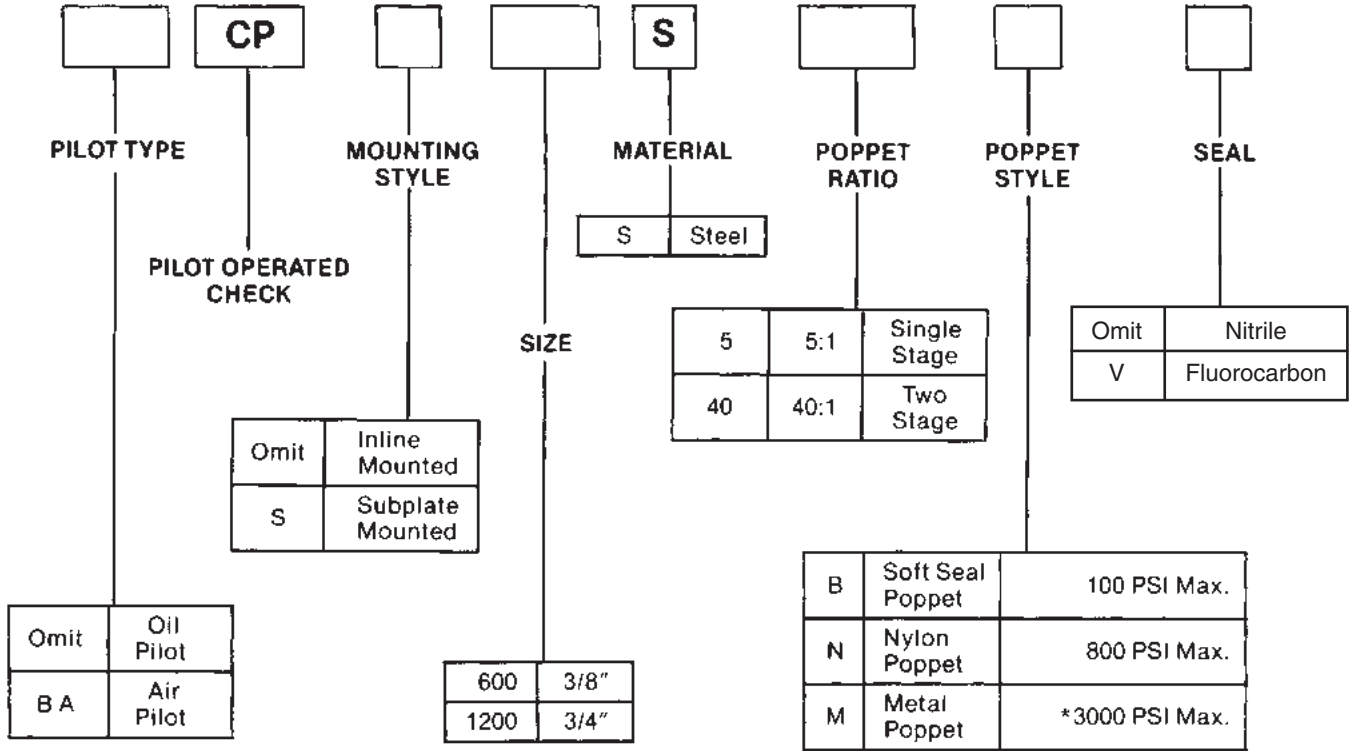 CP
S
PILOT TYPE
PILOT OPERATED
CHECK
MOUNTING
STYLE
SIZE
MATERIAL
POPPET
RATIO
POPPET
STYLE
SEAL
S Steel
5 5:1 Single
Stage
40 40:1 Two
Stage
Omit Nitrile
V Fluorocarbon
Omit Inline
Mounted
S Subplate
Mounted
Omit Oil
Pilot
B A Air
Pilot
600 3/8"
1200 3/4"
B Soft Seal
Poppet 100 PSI Max.
N Nylon
Poppet 800 PSI Max.
M Metal
Poppet *3000 PSI Max.